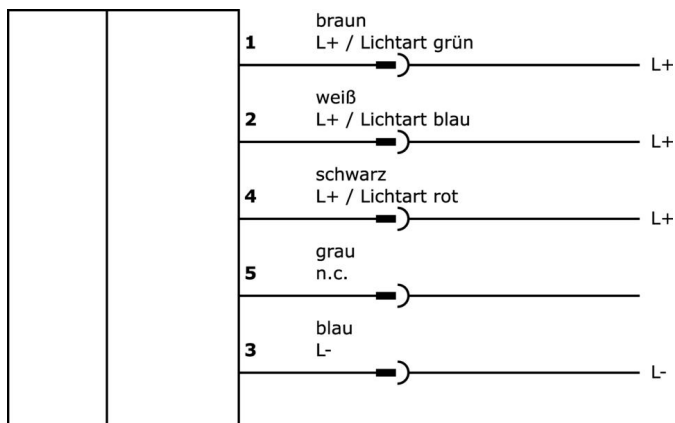 braun
1 L+ / Lichtart grün
L+
weiß
2 L+ / Lichtart blau
L+
schwarz
4 L+ / Lichtart rot
L+
grau
5 n.c.
blau
3 L-
L-